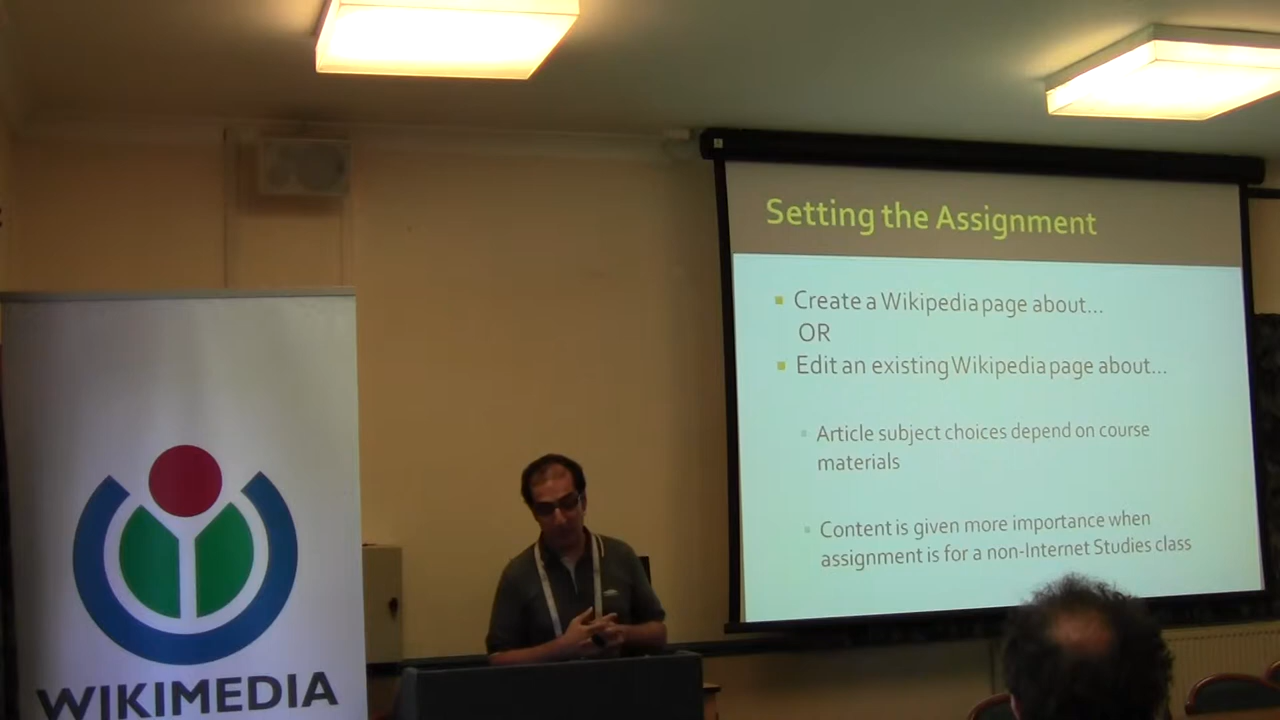 Setting the Assignment
Create a Wikipedia page about...
OR
Edit an existing Wikipedia page about...
Article subject choices depend on course
materials
Content is given more importance when
assignment is for a non-Internet Studies class
WIKIMEDIA